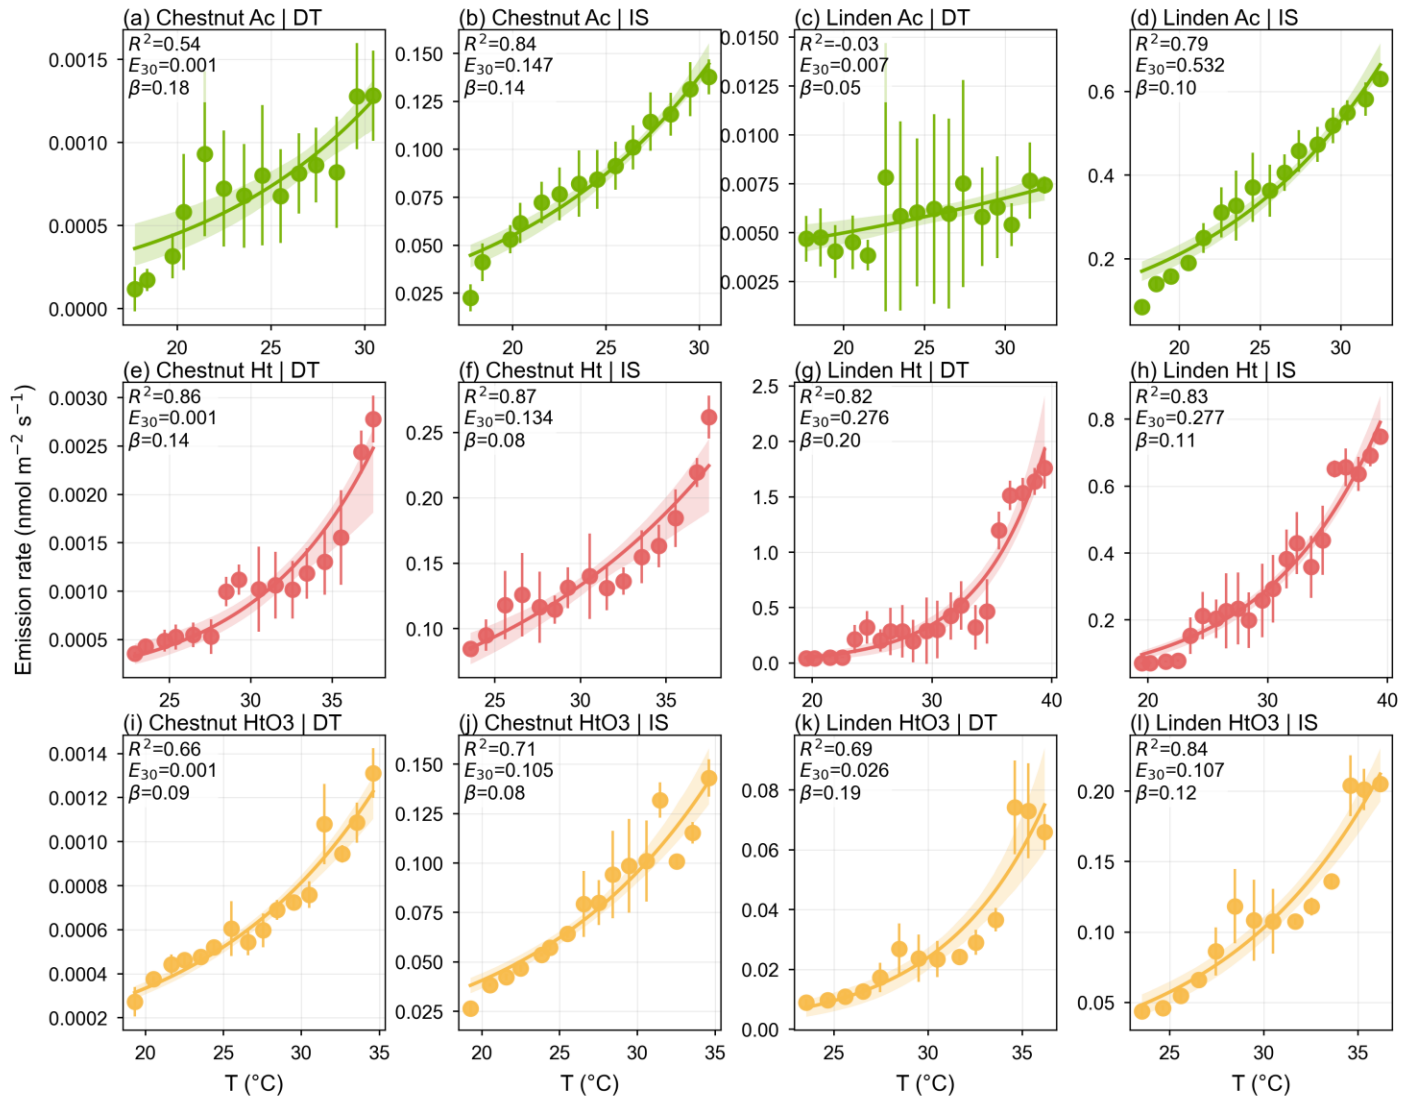 (a) Chestnut Ac | DT
R²=0.54
E₃₀=0.001
β=0.18
0.0015
0.0010
0.0005
0.0000
20 25 30
(b) Chestnut Ac | IS
R²=0.84
E₃₀=0.147
β=0.14
0.150
0.125
0.100
0.075
0.050
0.025
20 25 30
(c) Linden Ac | DT
R²=-0.03
E₃₀=0.007
β=0.05
0.0150
0.0125
0.0100
0.0075
0.0050
0.0025
20 25 30
(d) Linden Ac | IS
R²=0.79
E₃₀=0.532
β=0.10
0.6
0.4
0.2
20 25 30
Emission rate (nmol m⁻² s⁻¹)
(e) Chestnut Ht | DT
R²=0.86
E₃₀=0.001
β=0.14
0.0030
0.0025
0.0020
0.0015
0.0010
0.0005
25 30 35
(f) Chestnut Ht | IS
R²=0.87
E₃₀=0.134
β=0.08
0.25
0.20
0.15
0.10
25 30 35
(g) Linden Ht | DT
R²=0.82
E₃₀=0.276
β=0.20
2.5
2.0
1.5
1.0
0.5
0.0
20 30 40
(h) Linden Ht | IS
R²=0.83
E₃₀=0.277
β=0.11
0.8
0.6
0.4
0.2
20 30 40
(i) Chestnut HtO3 | DT
R²=0.66
E₃₀=0.001
β=0.09
0.0014
0.0012
0.0010
0.0008
0.0006
0.0004
0.0002
20 25 30 35
T (°C)
(j) Chestnut HtO3 | IS
R²=0.71
E₃₀=0.105
β=0.08
0.150
0.125
0.100
0.075
0.050
0.025
20 25 30 35
T (°C)
(k) Linden HtO3 | DT
R²=0.69
E₃₀=0.026
β=0.19
0.08
0.06
0.04
0.02
0.00
25 30 35
T (°C)
(l) Linden HtO3 | IS
R²=0.84
E₃₀=0.107
β=0.12
0.20
0.15
0.10
0.05
25 30 35
T (°C)